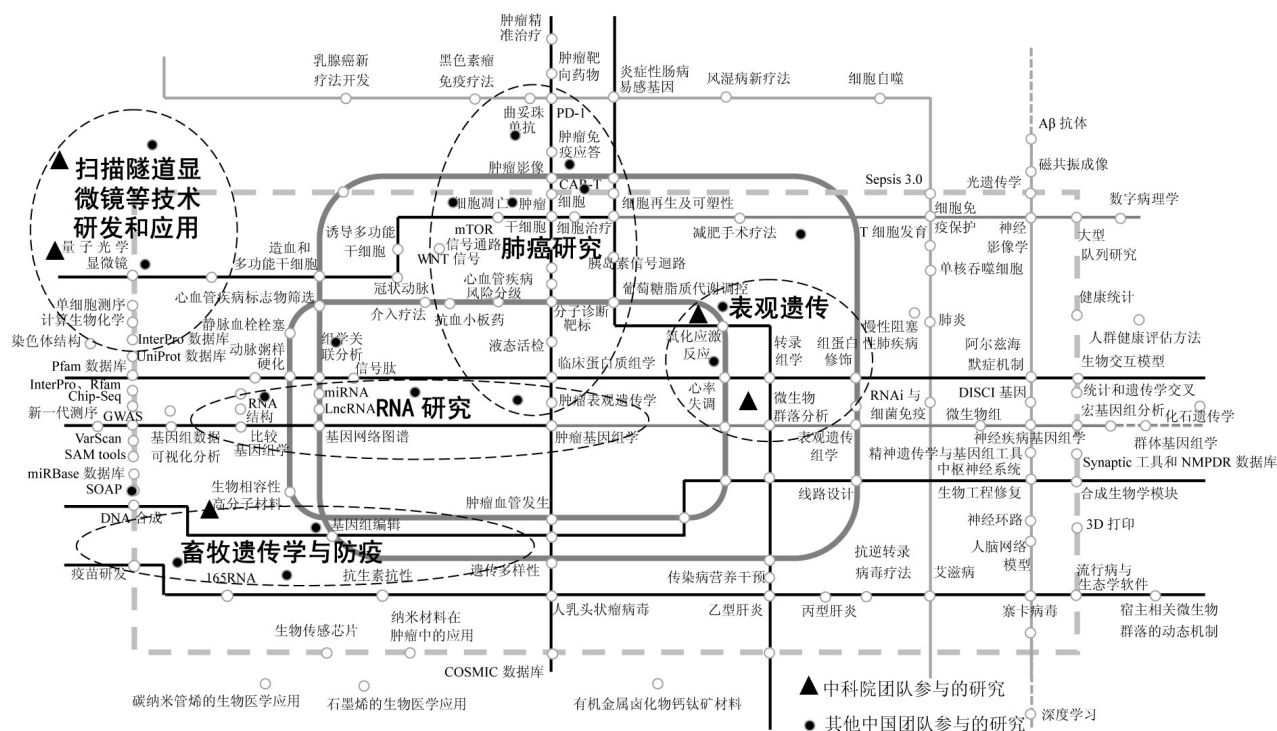 肿瘤精
准治疗
乳腺癌新
疗法开发
黑色素瘤
免疫疗法
肿瘤靶
向药物
炎症性肠病
易感基因
风湿病新疗法
细胞自噬
曲妥珠
单抗
PD-1
Aβ 抗体
肿瘤免
疫应答
磁共振成像
扫描隧道显
微镜等技术
研发和应用
肿瘤影像
CAR-T
细胞
Sepsis 3.0
光遗传学
细胞凋亡
肿瘤
干细胞
细胞治疗
细胞再生及可塑性
细胞免
疫保护
数字病理学
诱导多功能
干细胞
mTOR
信号通路
WNT 信号
减肥手术疗法
T 细胞发育
神经
影像学
大型
队列研究
量子光学
显微镜
造血和
多功能干细胞
肺癌研究
胰岛素信号迴路
单核吞噬细胞
单细胞测序
计算生物化学
心血管疾病标志物筛选
冠状动脉
介入疗法
心血管疾病
风险分级
抗血小板药
分子诊断
靶标
葡萄糖脂质代谢调控
表观遗传
健康统计
染色体结构
InterPro 数据库
UniProt 数据库
静脉血栓栓塞
动脉粥样
硬化
组学关
联分析
液态活检
氧化应激
反应
转录
组学
组蛋白
修饰
慢性阻塞
性肺疾病
肺炎
阿尔兹海
默症机制
人群健康评估方法
Pfam 数据库
信号肽
临床蛋白质组学
生物交互模型
InterPro、Rfam
Chip-Seq
RNA
结构
miRNA
LncRNA
RNA 研究
肿瘤表观遗传学
心率
失调
微生物
群落分析
RNAi 与
细菌免疫
DISCI 基因
统计和遗传学交叉
新一代测序
GWAS
微生物组
宏基因组分析
化石遗传学
VarScan
SAM tools
基因组数据
可视化分析
比较
基因组学
基因网络图谱
肿瘤基因组学
表观遗传
组学
神经疾病基因组学
群体基因组学
精神遗传学与基因组工具
中枢神经系统
Synaptic 工具和 NMPDR 数据库
miRBase 数据库
SOAP
生物相容性
高分子材料
肿瘤血管发生
线路设计
生物工程修复
合成生物学模块
DNA 合成
基因组编辑
神经环路
3D 打印
畜牧遗传学与防疫
人脑网络
模型
疫苗研发
165RNA
抗生素抗性
遗传多样性
传染病营养干预
抗逆转录
病毒疗法
艾滋病
流行病与
生态学软件
人乳头状瘤病毒
乙型肝炎
丙型肝炎
寨卡病毒
宿主相关微生物
群落的动态机制
生物传感芯片
纳米材料在
肿瘤中的应用
COSMIC 数据库
碳纳米管烯的生物医学应用
石墨烯的生物医学应用
有机金属卤化物钙钛矿材料
中科院团队参与的研究
其他中国团队参与的研究
深度学习